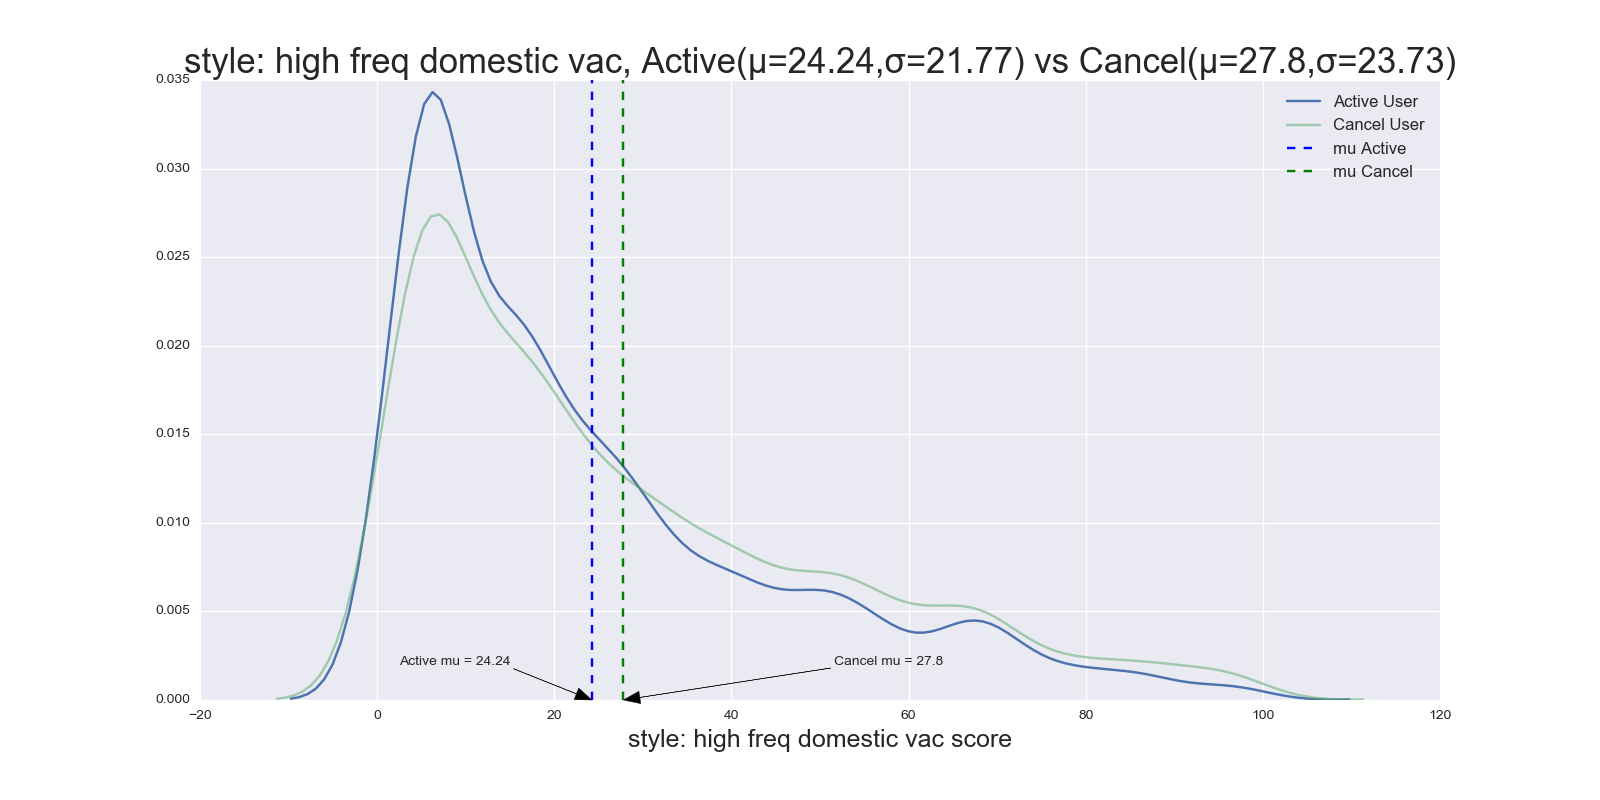 style: high freq domestic vac, Active(μ=24.24,σ=21.77) vs Cancel(μ=27.8,σ=23.73)
0.035
0.030
0.025
0.020
0.015
0.010
0.005
0.000
Active User
Cancel User
mu Active
mu Cancel
Active mu = 24.24
Cancel mu = 27.8
−20
0
20
40
60
80
100
120
style: high freq domestic vac score